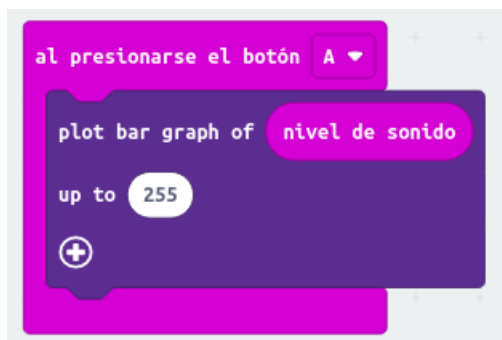 al presionarse el botón A
plot bar graph of nivel de sonido
up to 255